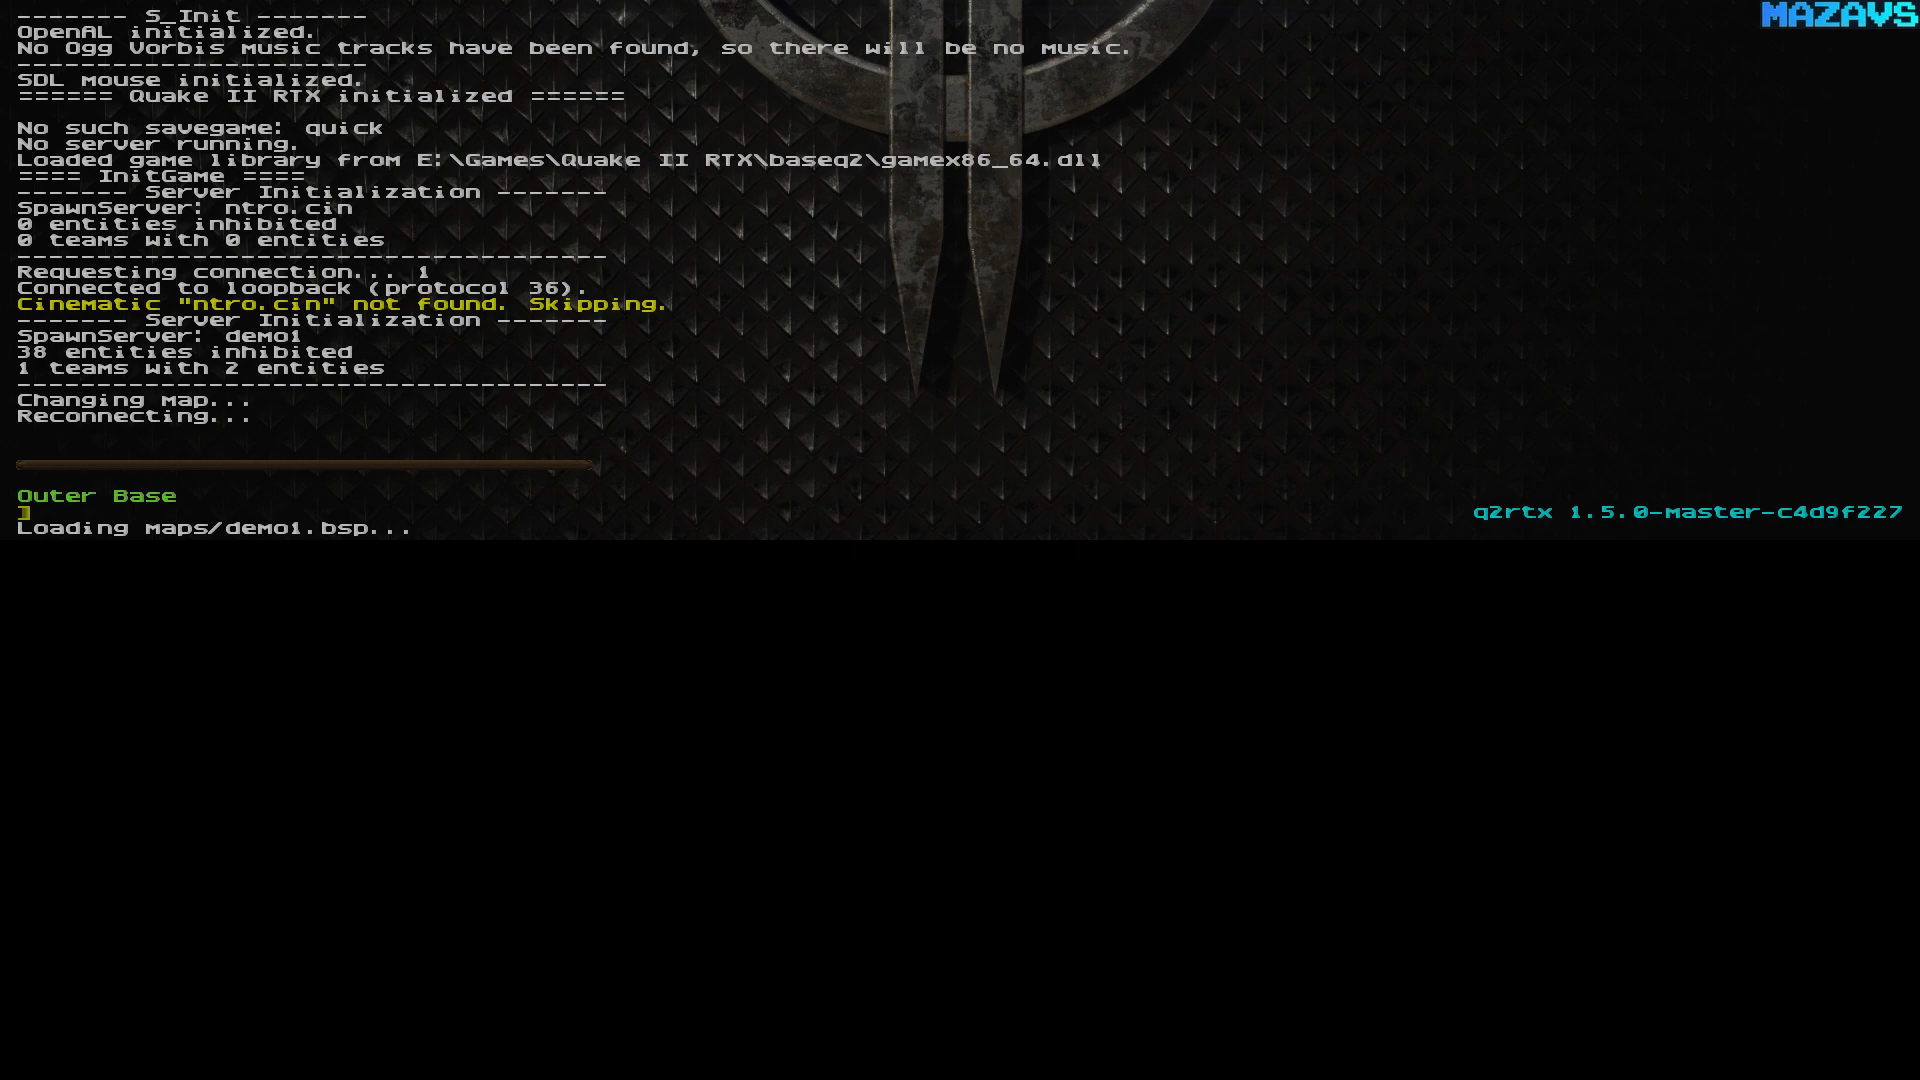 ------- S_Init -------
OpenAL initialized.
No Ogg Vorbis music tracks have been found, so there will be no music.
----------------------
SDL mouse initialized.
====== Quake II RTX initialized ======
No such savegame: quick
No server running.
Loaded game library from E:\Games\Quake II RTX\baseq2\gamex86_64.dll
==== InitGame ====
------- Server Initialization -------
SpawnServer: ntro.cin
0 entities inhibited
0 teams with 0 entities
-------------------------------------
Requesting connection... 1
Connected to loopback (protocol 36).
Cinematic "ntro.cin" not found. Skipping.
------- Server Initialization -------
SpawnServer: demo1
38 entities inhibited
1 teams with 2 entities
-------------------------------------
Changing map...
Reconnecting...
Outer Base
]
Loading maps/demo1.bsp...
q2rtx 1.5.0-master-c4d9f227
MAZAVS